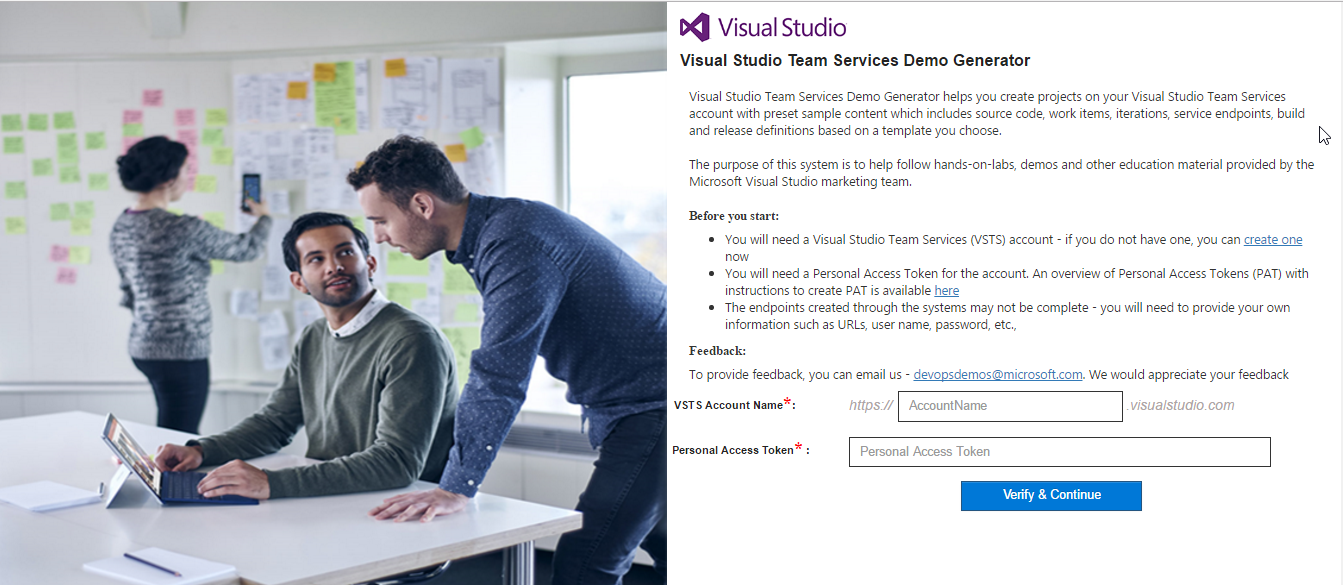 Visual Studio
Visual Studio Team Services Demo Generator
Visual Studio Team Services Demo Generator helps you create projects on your Visual Studio Team Services
account with preset sample content which includes source code, work items, iterations, service endpoints, build
and release definitions based on a template you choose.
The purpose of this system is to help follow hands-on-labs, demos and other education material provided by the
Microsoft Visual Studio marketing team.
Before you start:
• You will need a Visual Studio Team Services (VSTS) account - if you do not have one, you can create one
now
• You will need a Personal Access Token for the account. An overview of Personal Access Tokens (PAT) with
instructions to create PAT is available here
• The endpoints created through the systems may not be complete - you will need to provide your own
information such as URLs, user name, password, etc.,
Feedback:
To provide feedback, you can email us - devopsdemos@microsoft.com. We would appreciate your feedback
VSTS Account Name*: https:// AccountName .visualstudio.com
Personal Access Token* : Personal Access Token
Verify & Continue